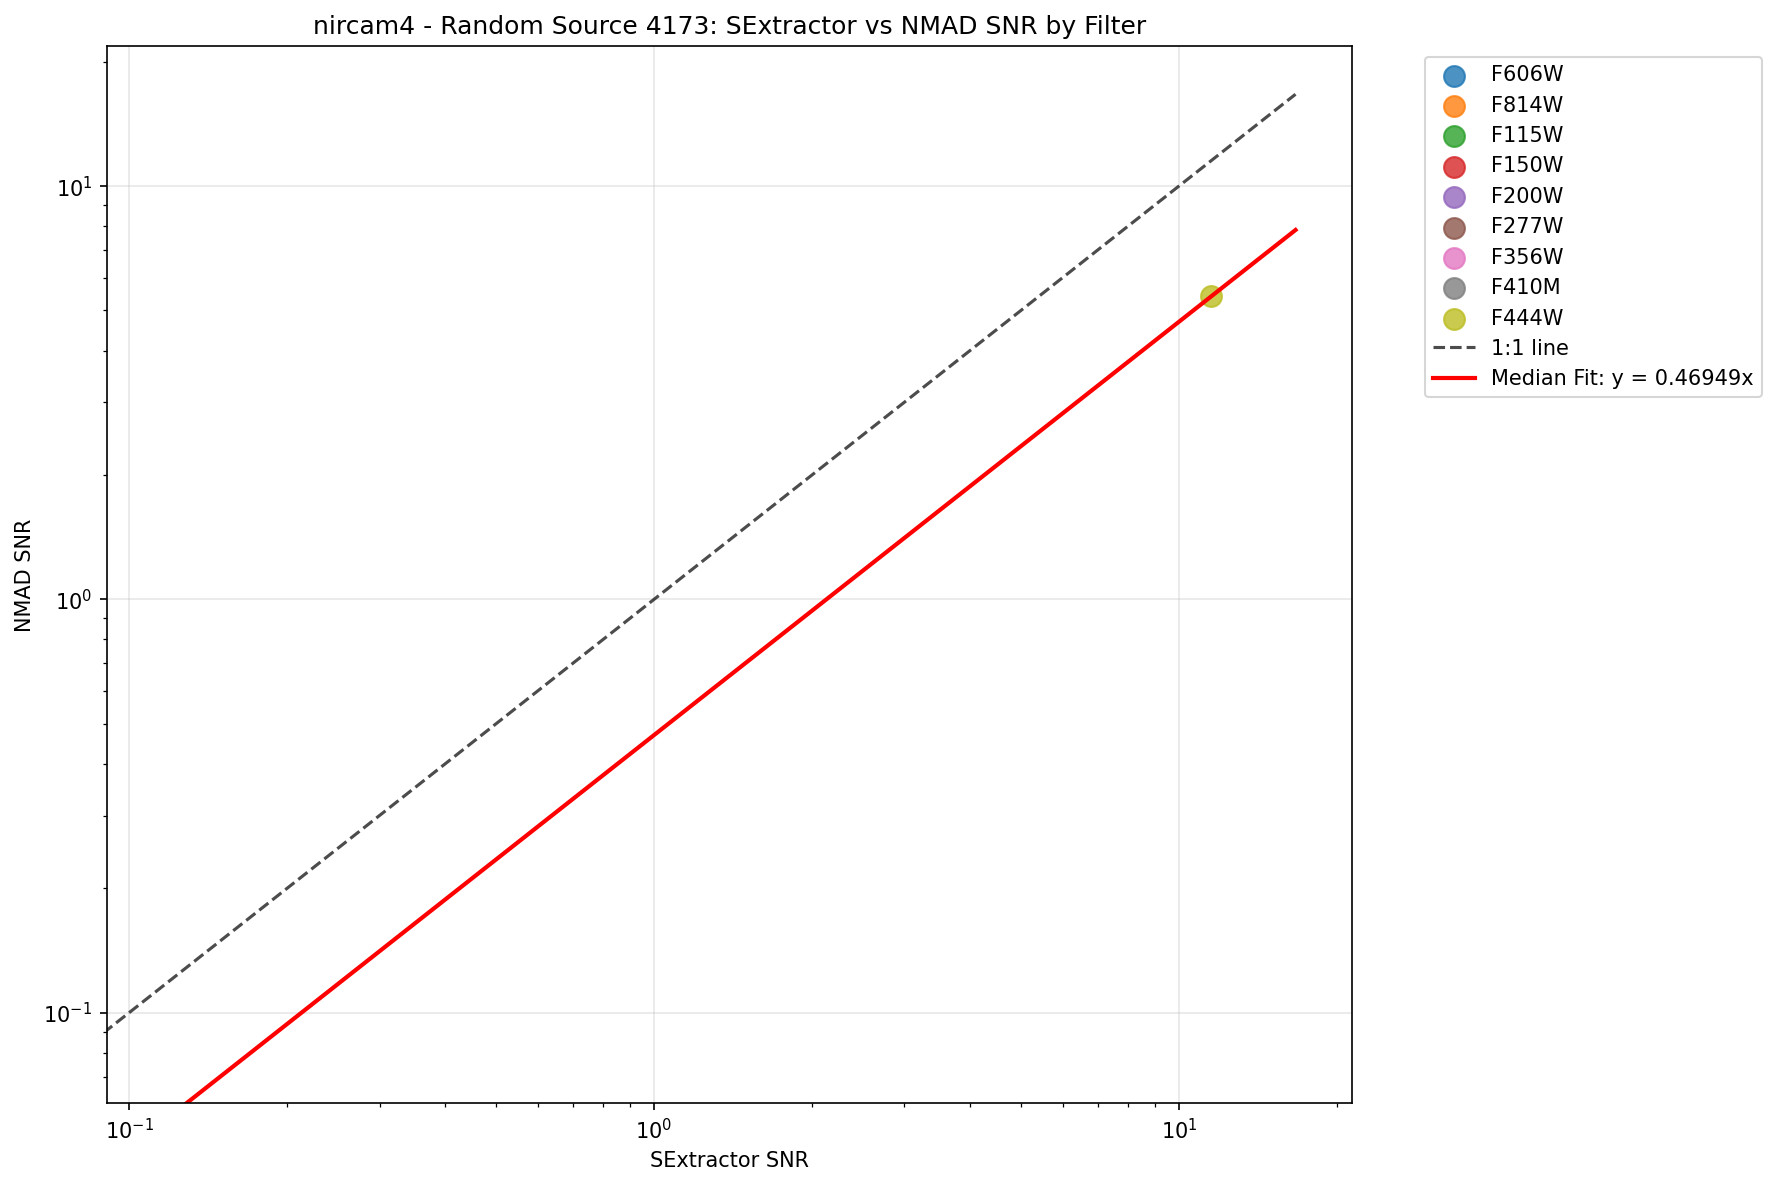 nircam4 - Random Source 4173: SExtractor vs NMAD SNR by Filter
F606W
F814W
F115W
F150W
F200W
F277W
F356W
F410M
F444W
1:1 line
Median Fit: y = 0.46949x
NMAD SNR
10¹
10⁰
10⁻¹
10⁻¹ 10⁰ 10¹
SExtractor SNR